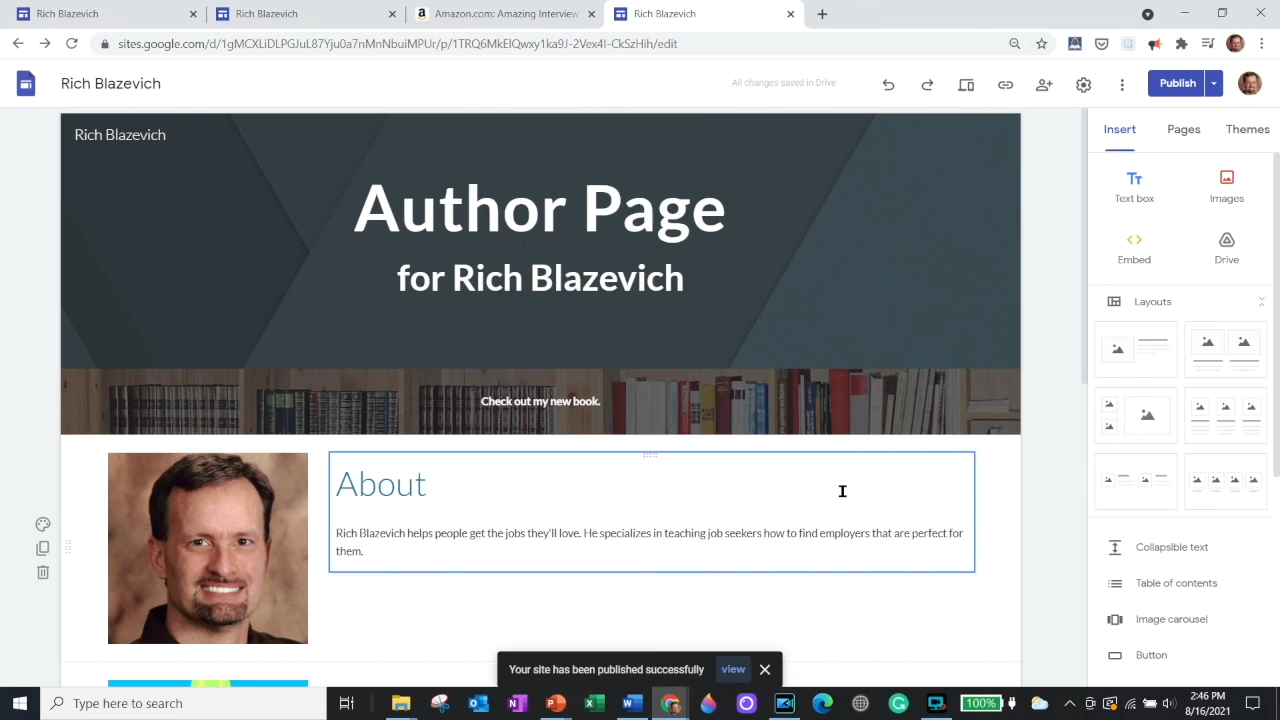 Rich Blazevich
Rich Blazevich
Amazon.com: Amazing Interview
Rich Blazevich
sites.google.com/d/1gMCXLiDLPGJuL87Yju0a7nMnNbuiMPUr/p/1TRQ6MkElQwxy1ka9J-2Vex4I-CkSzHih/edit
Rich Blazevich
All changes saved in Drive
Publish
Rich Blazevich
Author Page
for Rich Blazevich
Check out my new book.
About
Rich Blazevich helps people get the jobs they'll love. He specializes in teaching job seekers how to find employers that are perfect for
them.
Insert
Pages
Themes
Text box
Images
Embed
Drive
Layouts
Collapsible text
Table of contents
Image carousel
Button
Your site has been published successfully
view
Type here to search
100%
2:46 PM
8/16/2021